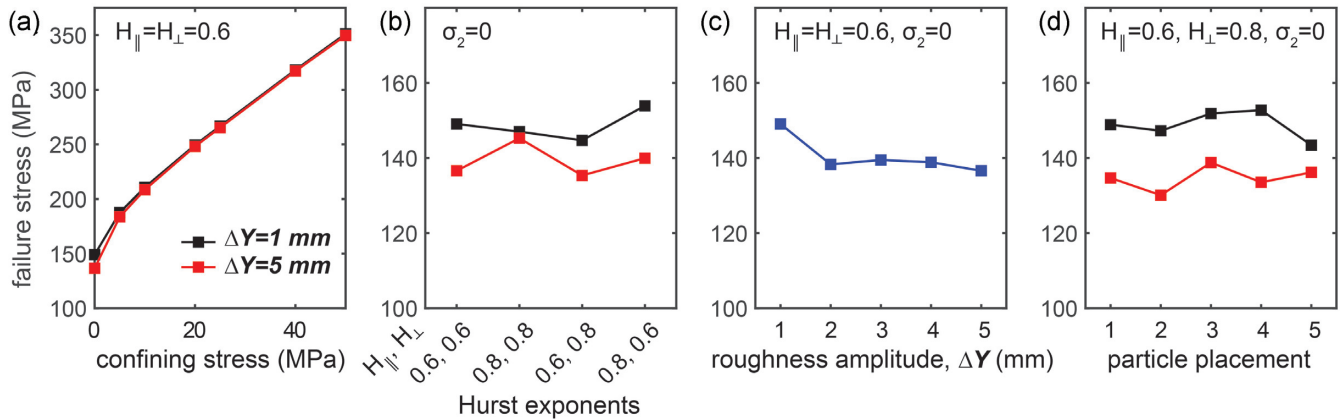 (a)
H∥=H⊥=0.6
failure stress (MPa)
350
300
250
200
150
100
ΔY=1 mm
ΔY=5 mm
0
20
40
confining stress (MPa)
(b)
σ2=0
160
140
120
100
H∥, H⊥
0.6, 0.6
0.8, 0.8
0.6, 0.8
0.8, 0.6
Hurst exponents
(c)
H∥=H⊥=0.6, σ2=0
160
140
120
100
1
2
3
4
5
roughness amplitude, ΔY (mm)
(d)
H∥=0.6, H⊥=0.8, σ2=0
160
140
120
100
1
2
3
4
5
particle placement